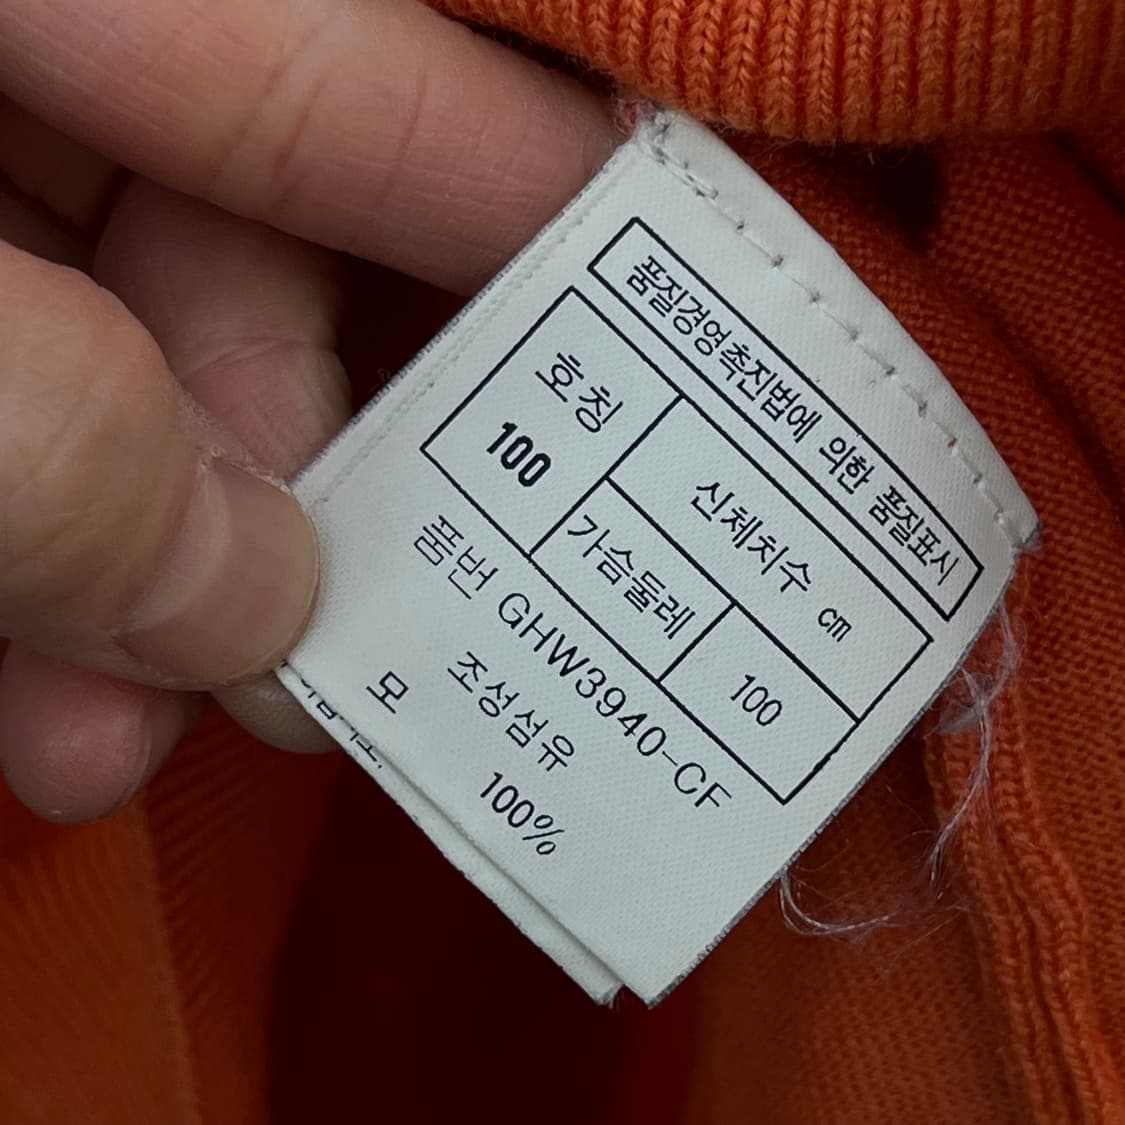 품질경영촉진법에 의한 품질표시
호칭 신체치수 cm
100 가슴둘레 100
품번 GHW3940-CF
조성섬유
모 100%